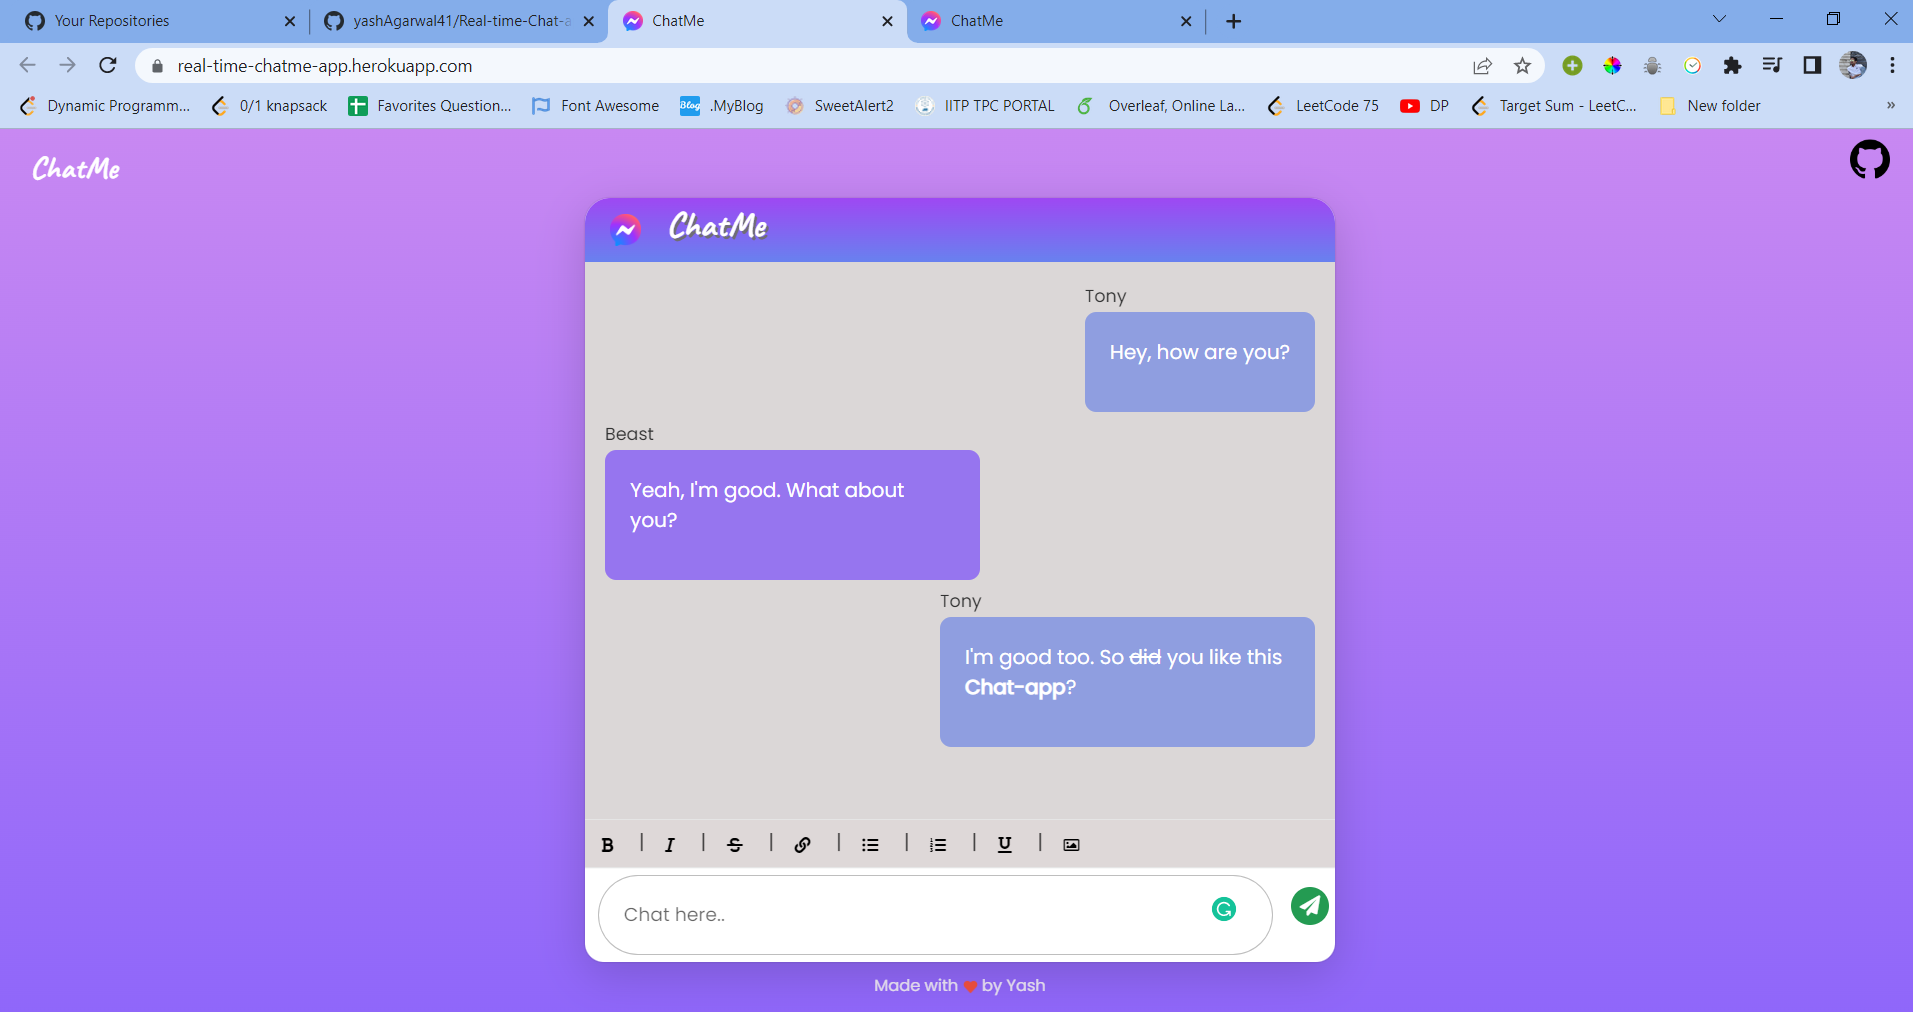 Your Repositories
yashAgarwal41/Real-time-Chat-a
ChatMe
ChatMe
real-time-chatme-app.herokuapp.com
Dynamic Programm...
0/1 knapsack
Favorites Question...
Font Awesome
Blog
.MyBlog
SweetAlert2
IITP TPC PORTAL
Overleaf, Online La...
LeetCode 75
DP
Target Sum - LeetC...
New folder
»
ChatMe
ChatMe
Tony
Hey, how are you?
Beast
Yeah, I'm good. What about
you?
Tony
I'm good too. So did you like this
Chat-app?
B | I | S | | | | U |
Chat here..
Made with ❤ by Yash